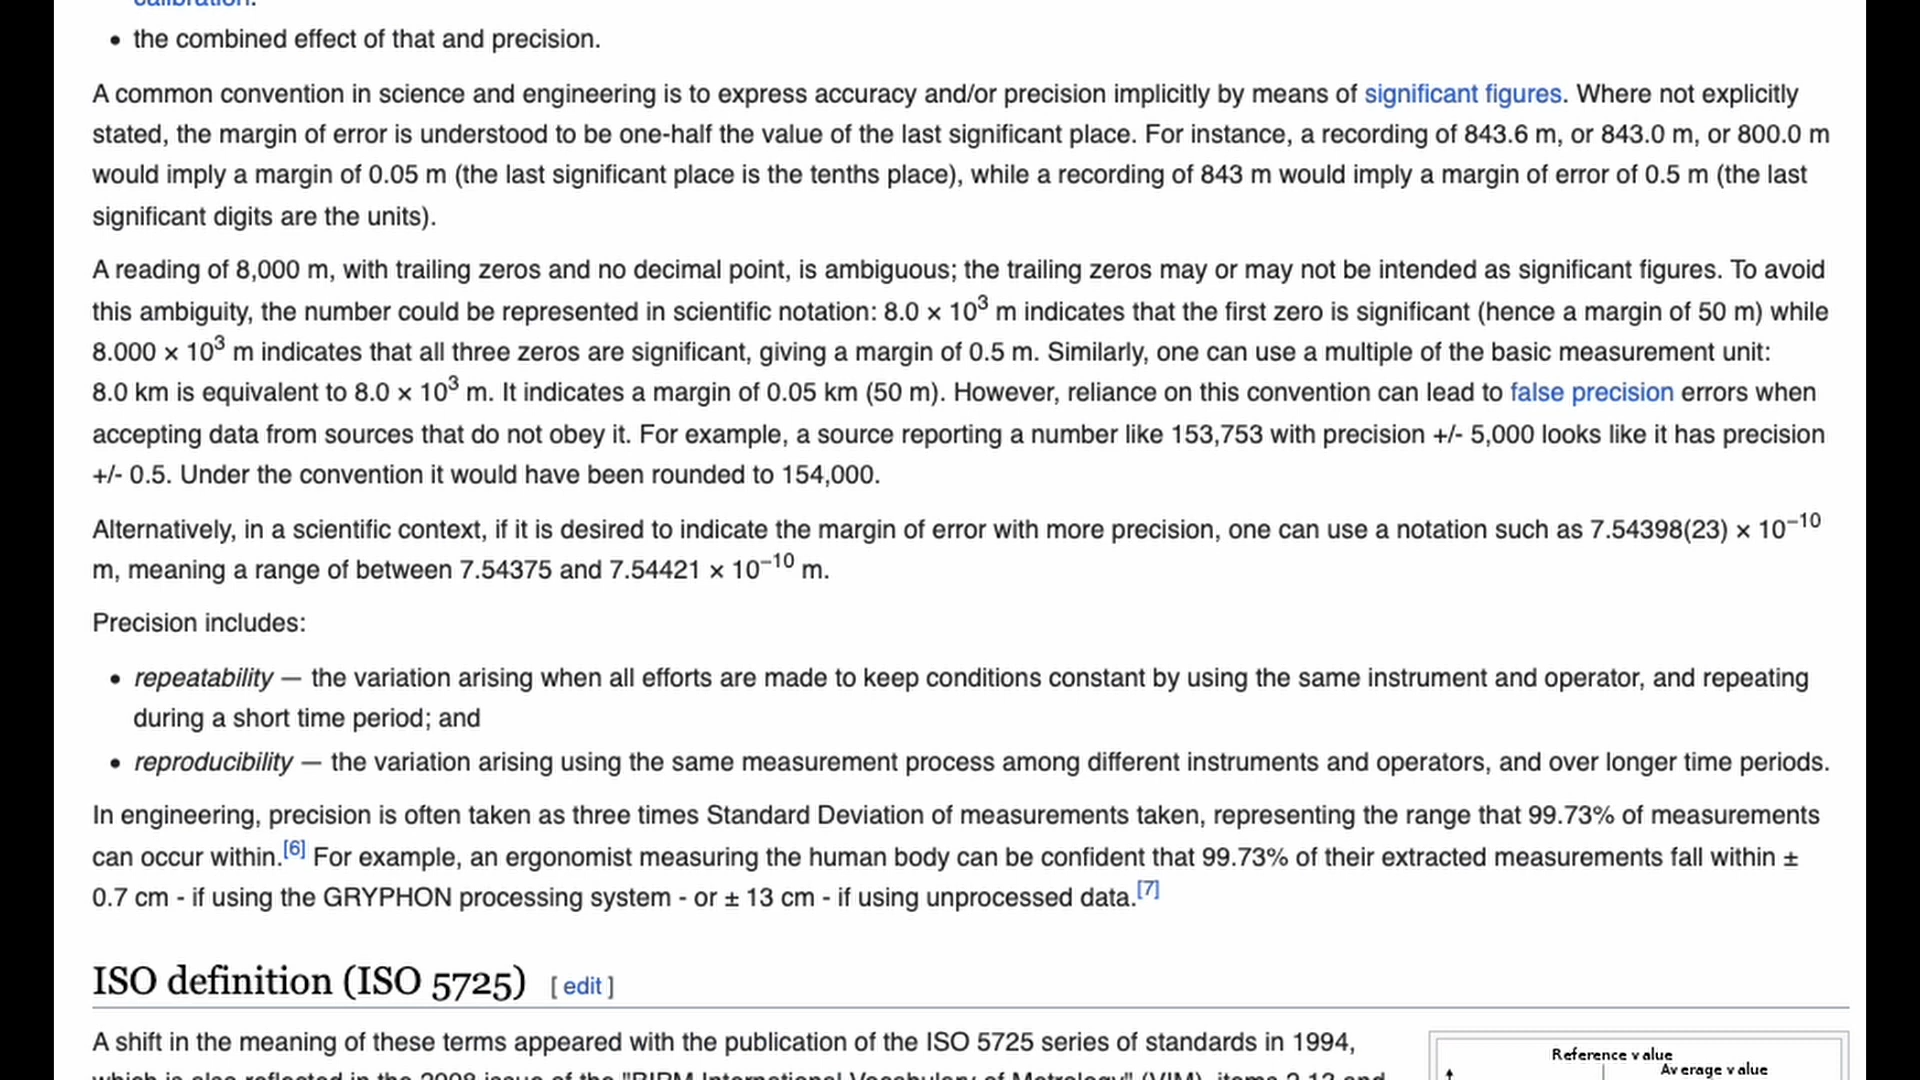 calibration.
• the combined effect of that and precision.
A common convention in science and engineering is to express accuracy and/or precision implicitly by means of significant figures. Where not explicitly
stated, the margin of error is understood to be one-half the value of the last significant place. For instance, a recording of 843.6 m, or 843.0 m, or 800.0 m
would imply a margin of 0.05 m (the last significant place is the tenths place), while a recording of 843 m would imply a margin of error of 0.5 m (the last
significant digits are the units).
A reading of 8,000 m, with trailing zeros and no decimal point, is ambiguous; the trailing zeros may or may not be intended as significant figures. To avoid
this ambiguity, the number could be represented in scientific notation: 8.0 × 10³ m indicates that the first zero is significant (hence a margin of 50 m) while
8.000 × 10³ m indicates that all three zeros are significant, giving a margin of 0.5 m. Similarly, one can use a multiple of the basic measurement unit:
8.0 km is equivalent to 8.0 × 10³ m. It indicates a margin of 0.05 km (50 m). However, reliance on this convention can lead to false precision errors when
accepting data from sources that do not obey it. For example, a source reporting a number like 153,753 with precision +/- 5,000 looks like it has precision
+/- 0.5. Under the convention it would have been rounded to 154,000.
Alternatively, in a scientific context, if it is desired to indicate the margin of error with more precision, one can use a notation such as 7.54398(23) × 10⁻¹⁰
m, meaning a range of between 7.54375 and 7.54421 × 10⁻¹⁰ m.
Precision includes:
• repeatability — the variation arising when all efforts are made to keep conditions constant by using the same instrument and operator, and repeating
during a short time period; and
• reproducibility — the variation arising using the same measurement process among different instruments and operators, and over longer time periods.
In engineering, precision is often taken as three times Standard Deviation of measurements taken, representing the range that 99.73% of measurements
can occur within.[6] For example, an ergonomist measuring the human body can be confident that 99.73% of their extracted measurements fall within ±
0.7 cm - if using the GRYPHON processing system - or ± 13 cm - if using unprocessed data.[7]
ISO definition (ISO 5725) [ edit ]
A shift in the meaning of these terms appeared with the publication of the ISO 5725 series of standards in 1994,
which is also reflected in the 2008 issue of the "BIPM International Vocabulary of Metrology" (VIM), items 2.13 and
Reference value
Average value